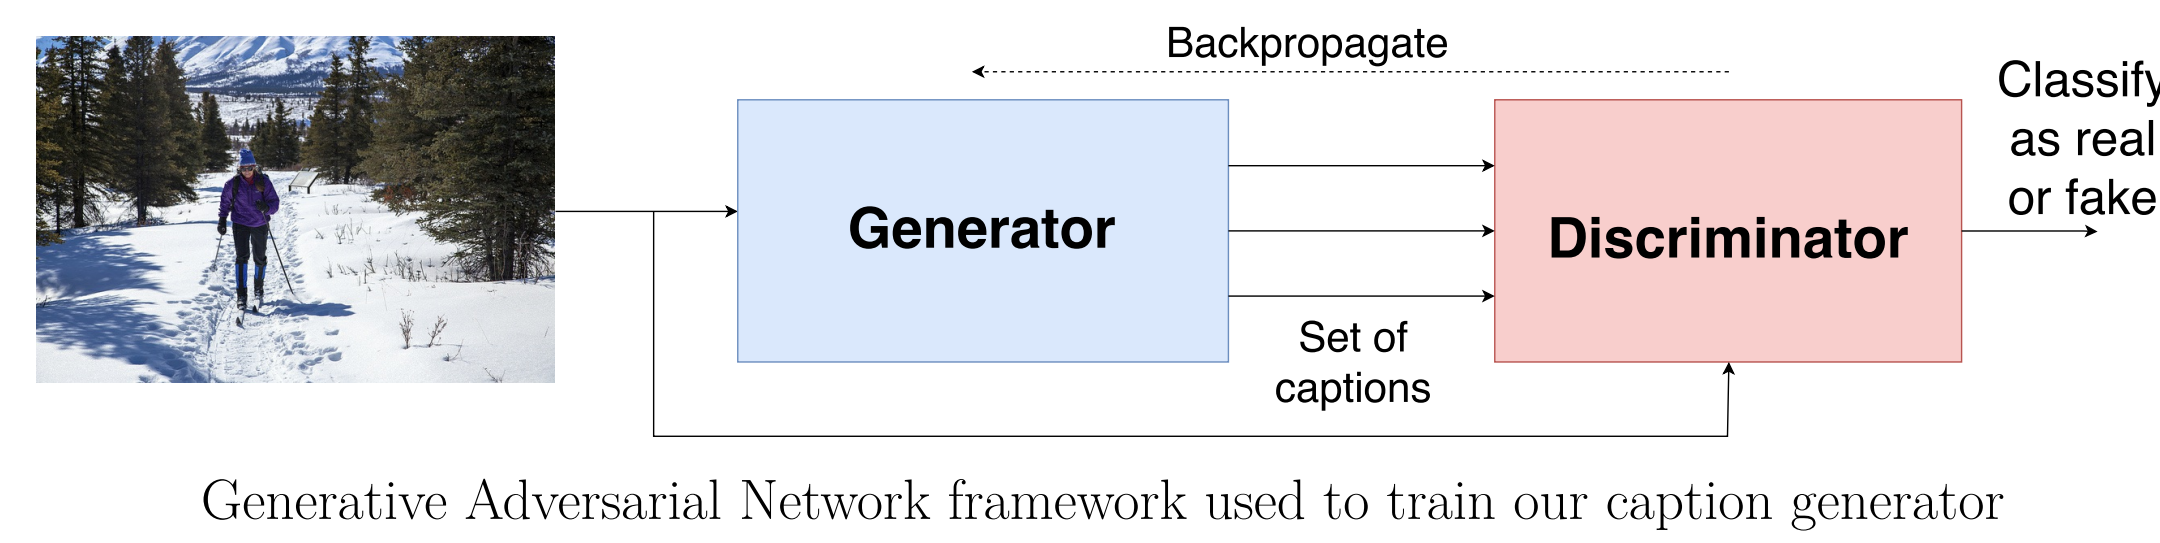 Backpropagate
Classify
as real
or fake
Generator
Discriminator
Set of
captions
Generative Adversarial Network framework used to train our caption generator